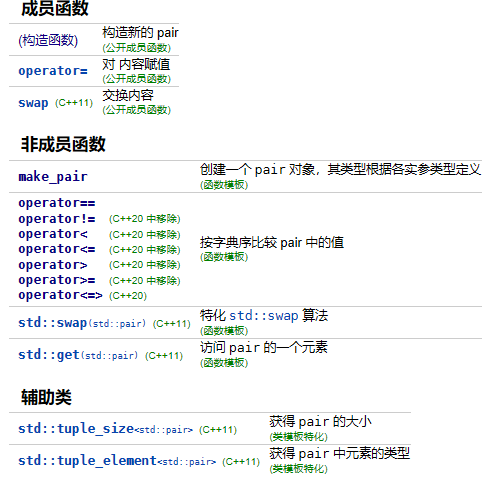 成员函数
(构造函数) 构造新的 pair
(公开成员函数)
operator= 对 内容赋值
(公开成员函数)
swap (C++11) 交换内容
(公开成员函数)
非成员函数
make_pair 创建一个 pair 对象，其类型根据各实参类型定义
(函数模板)
operator==
operator!= (C++20 中移除)
operator< (C++20 中移除)
operator<= (C++20 中移除)
operator> (C++20 中移除)
operator>= (C++20 中移除)
operator<=> (C++20)
按字典序比较 pair 中的值
(函数模板)
std::swap(std::pair) (C++11) 特化 std::swap 算法
(函数模板)
std::get(std::pair) (C++11) 访问 pair 的一个元素
(函数模板)
辅助类
std::tuple_size<std::pair> (C++11) 获得 pair 的大小
(类模板特化)
std::tuple_element<std::pair> (C++11) 获得 pair 中元素的类型
(类模板特化)